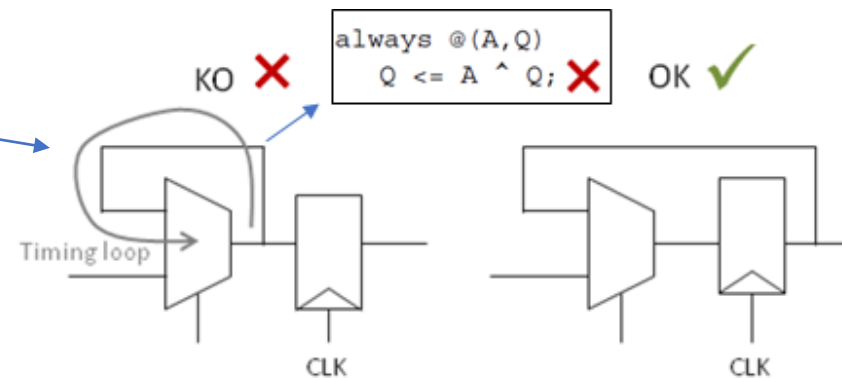 always @(A,Q)
Q <= A ^ Q;
KO
OK
Timing loop
CLK
CLK